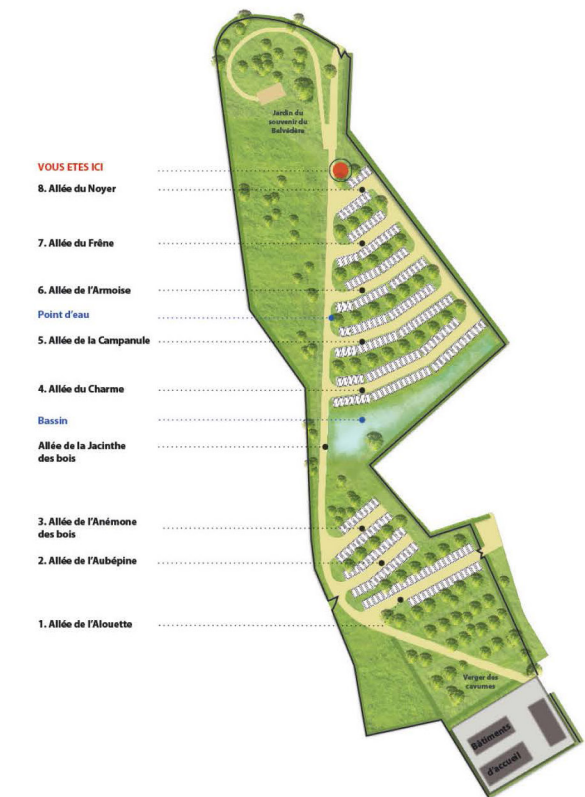 Jardin du
souvenir du
Belvédère
VOUS ETES ICI
8. Allée du Noyer
7. Allée du Frêne
6. Allée de l'Armoise
Point d'eau
5. Allée de la Campanule
4. Allée du Charme
Bassin
Allée de la Jacinthe
des bois
3. Allée de l'Anémone
des bois
2. Allée de l'Aubépine
1. Allée de l'Alouette
Verger des
cavurnes
Bâtiments
d'accueil